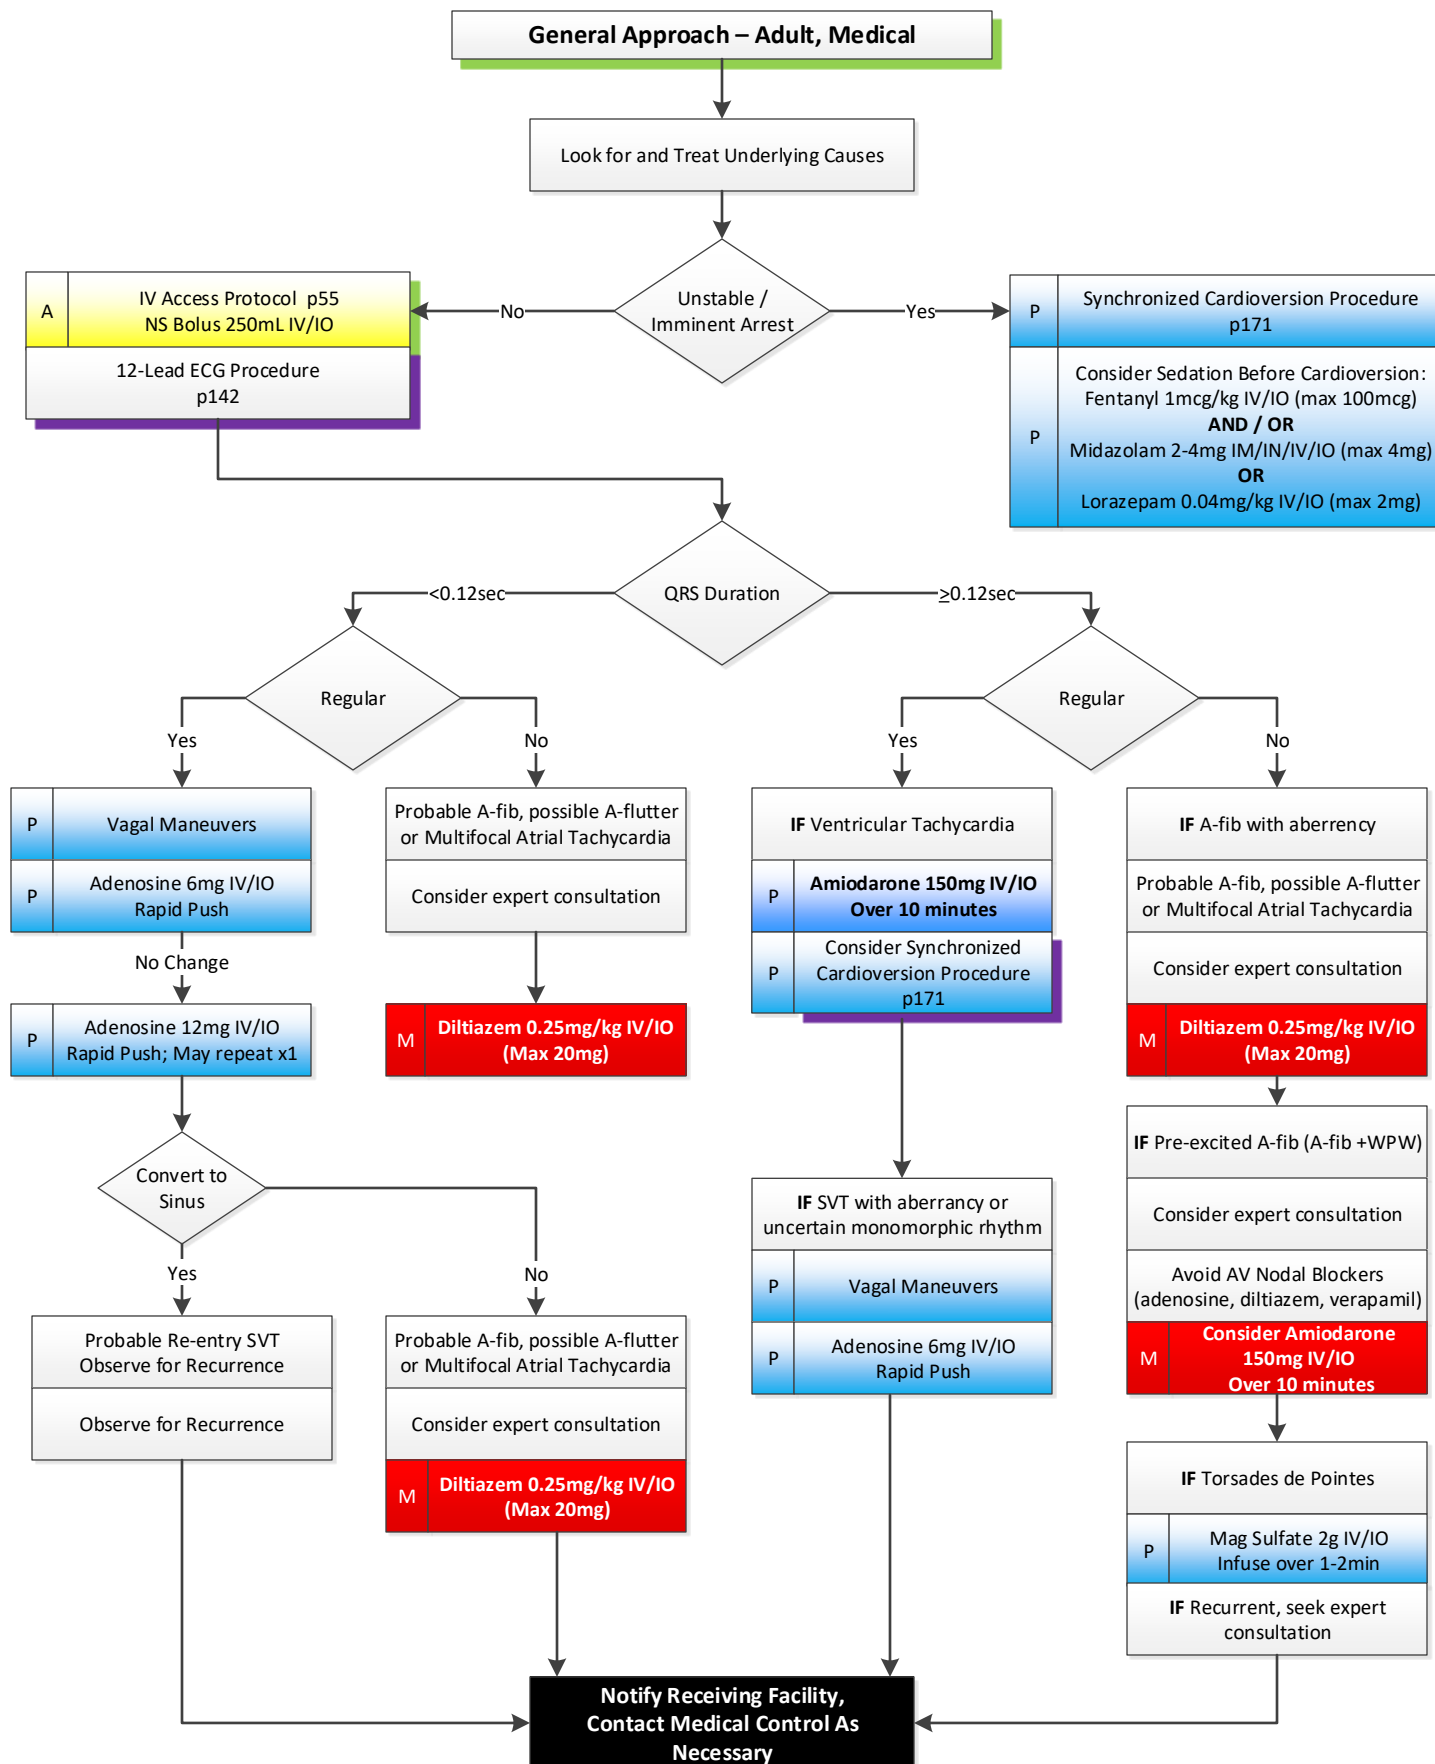 General Approach – Adult, Medical
Look for and Treat Underlying Causes
Unstable /
Imminent Arrest
No
Yes
A
IV Access Protocol p55
NS Bolus 250mL IV/IO
12-Lead ECG Procedure
p142
P
Synchronized Cardioversion Procedure
p171
P
Consider Sedation Before Cardioversion:
Fentanyl 1mcg/kg IV/IO (max 100mcg)
AND / OR
Midazolam 2-4mg IM/IN/IV/IO (max 4mg)
OR
Lorazepam 0.04mg/kg IV/IO (max 2mg)
QRS Duration
<0.12sec
≥0.12sec
Regular
Yes
No
P
Vagal Maneuvers
P
Adenosine 6mg IV/IO
Rapid Push
No Change
P
Adenosine 12mg IV/IO
Rapid Push; May repeat x1
Convert to
Sinus
Yes
No
Probable Re-entry SVT
Observe for Recurrence
Observe for Recurrence
Probable A-fib, possible A-flutter
or Multifocal Atrial Tachycardia
Consider expert consultation
M
Diltiazem 0.25mg/kg IV/IO
(Max 20mg)
Probable A-fib, possible A-flutter
or Multifocal Atrial Tachycardia
Consider expert consultation
M
Diltiazem 0.25mg/kg IV/IO
(Max 20mg)
Regular
Yes
No
IF Ventricular Tachycardia
P
Amiodarone 150mg IV/IO
Over 10 minutes
P
Consider Synchronized
Cardioversion Procedure
p171
IF SVT with aberrancy or
uncertain monomorphic rhythm
P
Vagal Maneuvers
P
Adenosine 6mg IV/IO
Rapid Push
IF A-fib with aberrency
Probable A-fib, possible A-flutter
or Multifocal Atrial Tachycardia
Consider expert consultation
M
Diltiazem 0.25mg/kg IV/IO
(Max 20mg)
IF Pre-excited A-fib (A-fib +WPW)
Consider expert consultation
Avoid AV Nodal Blockers
(adenosine, diltiazem, verapamil)
M
Consider Amiodarone
150mg IV/IO
Over 10 minutes
IF Torsades de Pointes
P
Mag Sulfate 2g IV/IO
Infuse over 1-2min
IF Recurrent, seek expert
consultation
Notify Receiving Facility,
Contact Medical Control As
Necessary